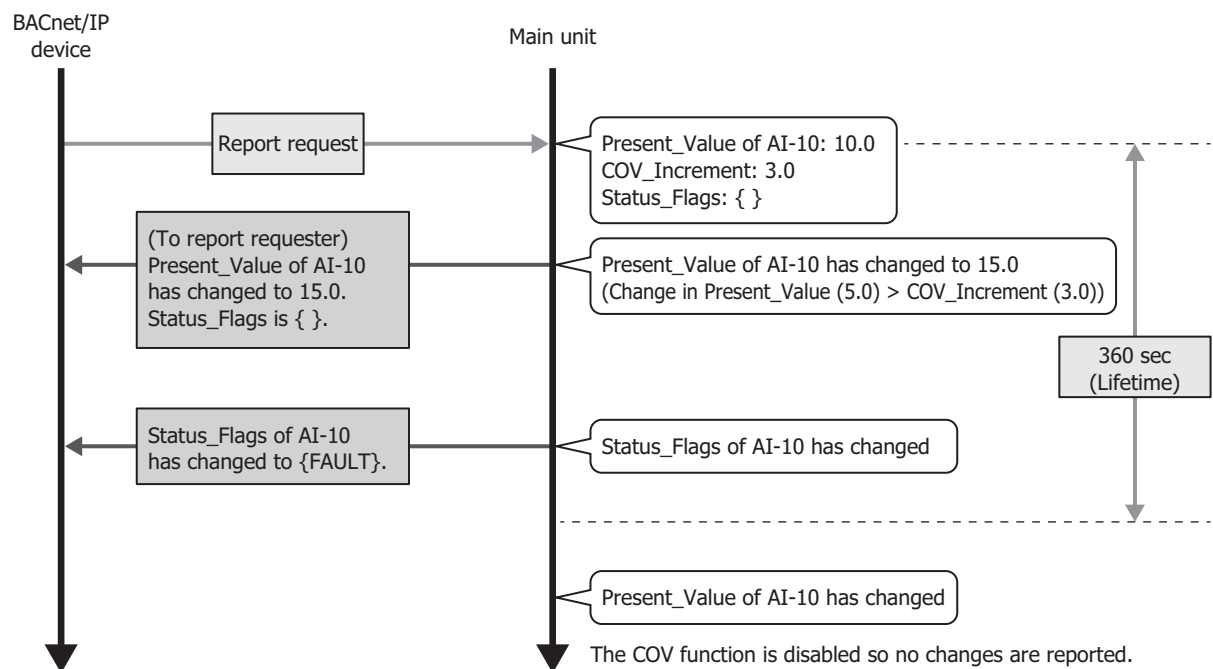 BACnet/IP
device
Main unit
Report request
Present_Value of AI-10: 10.0
COV_Increment: 3.0
Status_Flags: { }
(To report requester)
Present_Value of AI-10
has changed to 15.0.
Status_Flags is { }.
Present_Value of AI-10 has changed to 15.0
(Change in Present_Value (5.0) > COV_Increment (3.0))
360 sec
(Lifetime)
Status_Flags of AI-10
has changed to {FAULT}.
Status_Flags of AI-10 has changed
Present_Value of AI-10 has changed
The COV function is disabled so no changes are reported.